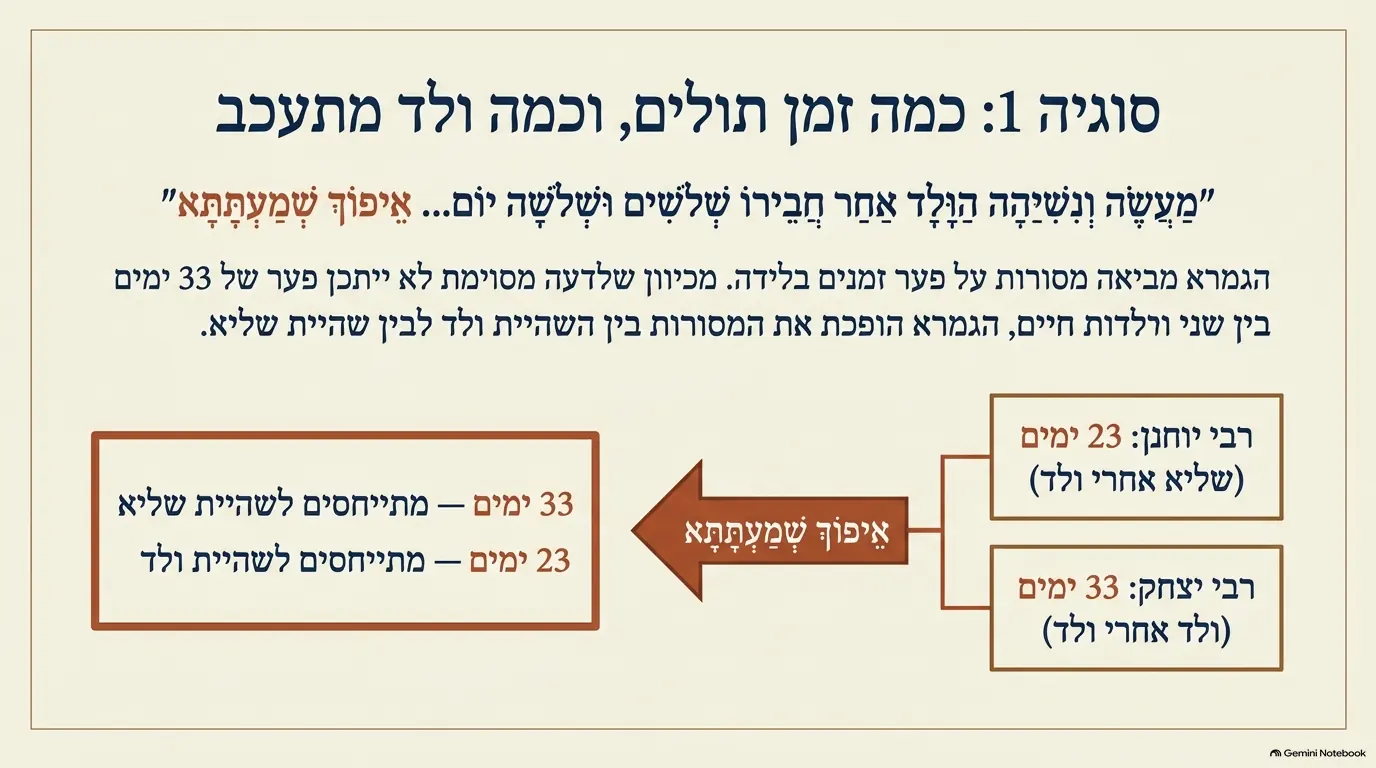 סוגיה 1: כמה זמן תולים, וכמה ולד מתעכב
"מַעֲשֶׂה וְנִשְׁיַּהָה הַוָּלָד אַחַר חֲבֵירוֹ שְׁלֹשִׁים וּשְׁלֹשָׁה יוֹם... אֵיפוֹךְ שְׁמַעְתָּתָא"
הגמרא מביאה מסורות על פער זמנים בלידה. מכיוון שלדעה מסוימת לא ייתכן פער של 33 ימים
בין שני וולדות חיים, הגמרא הופכת את המסורות בין השהיית ולד לבין שהיית שליא.
רבי יוחנן: 23 ימים
(שליא אחרי ולד)
רבי יצחק: 33 ימים
(ולד אחרי ולד)
אֵיפוֹךְ שְׁמַעְתָּתָא
33 ימים — מתייחסים לשהיית שליא
23 ימים — מתייחסים לשהיית ולד
Gemini Notebook